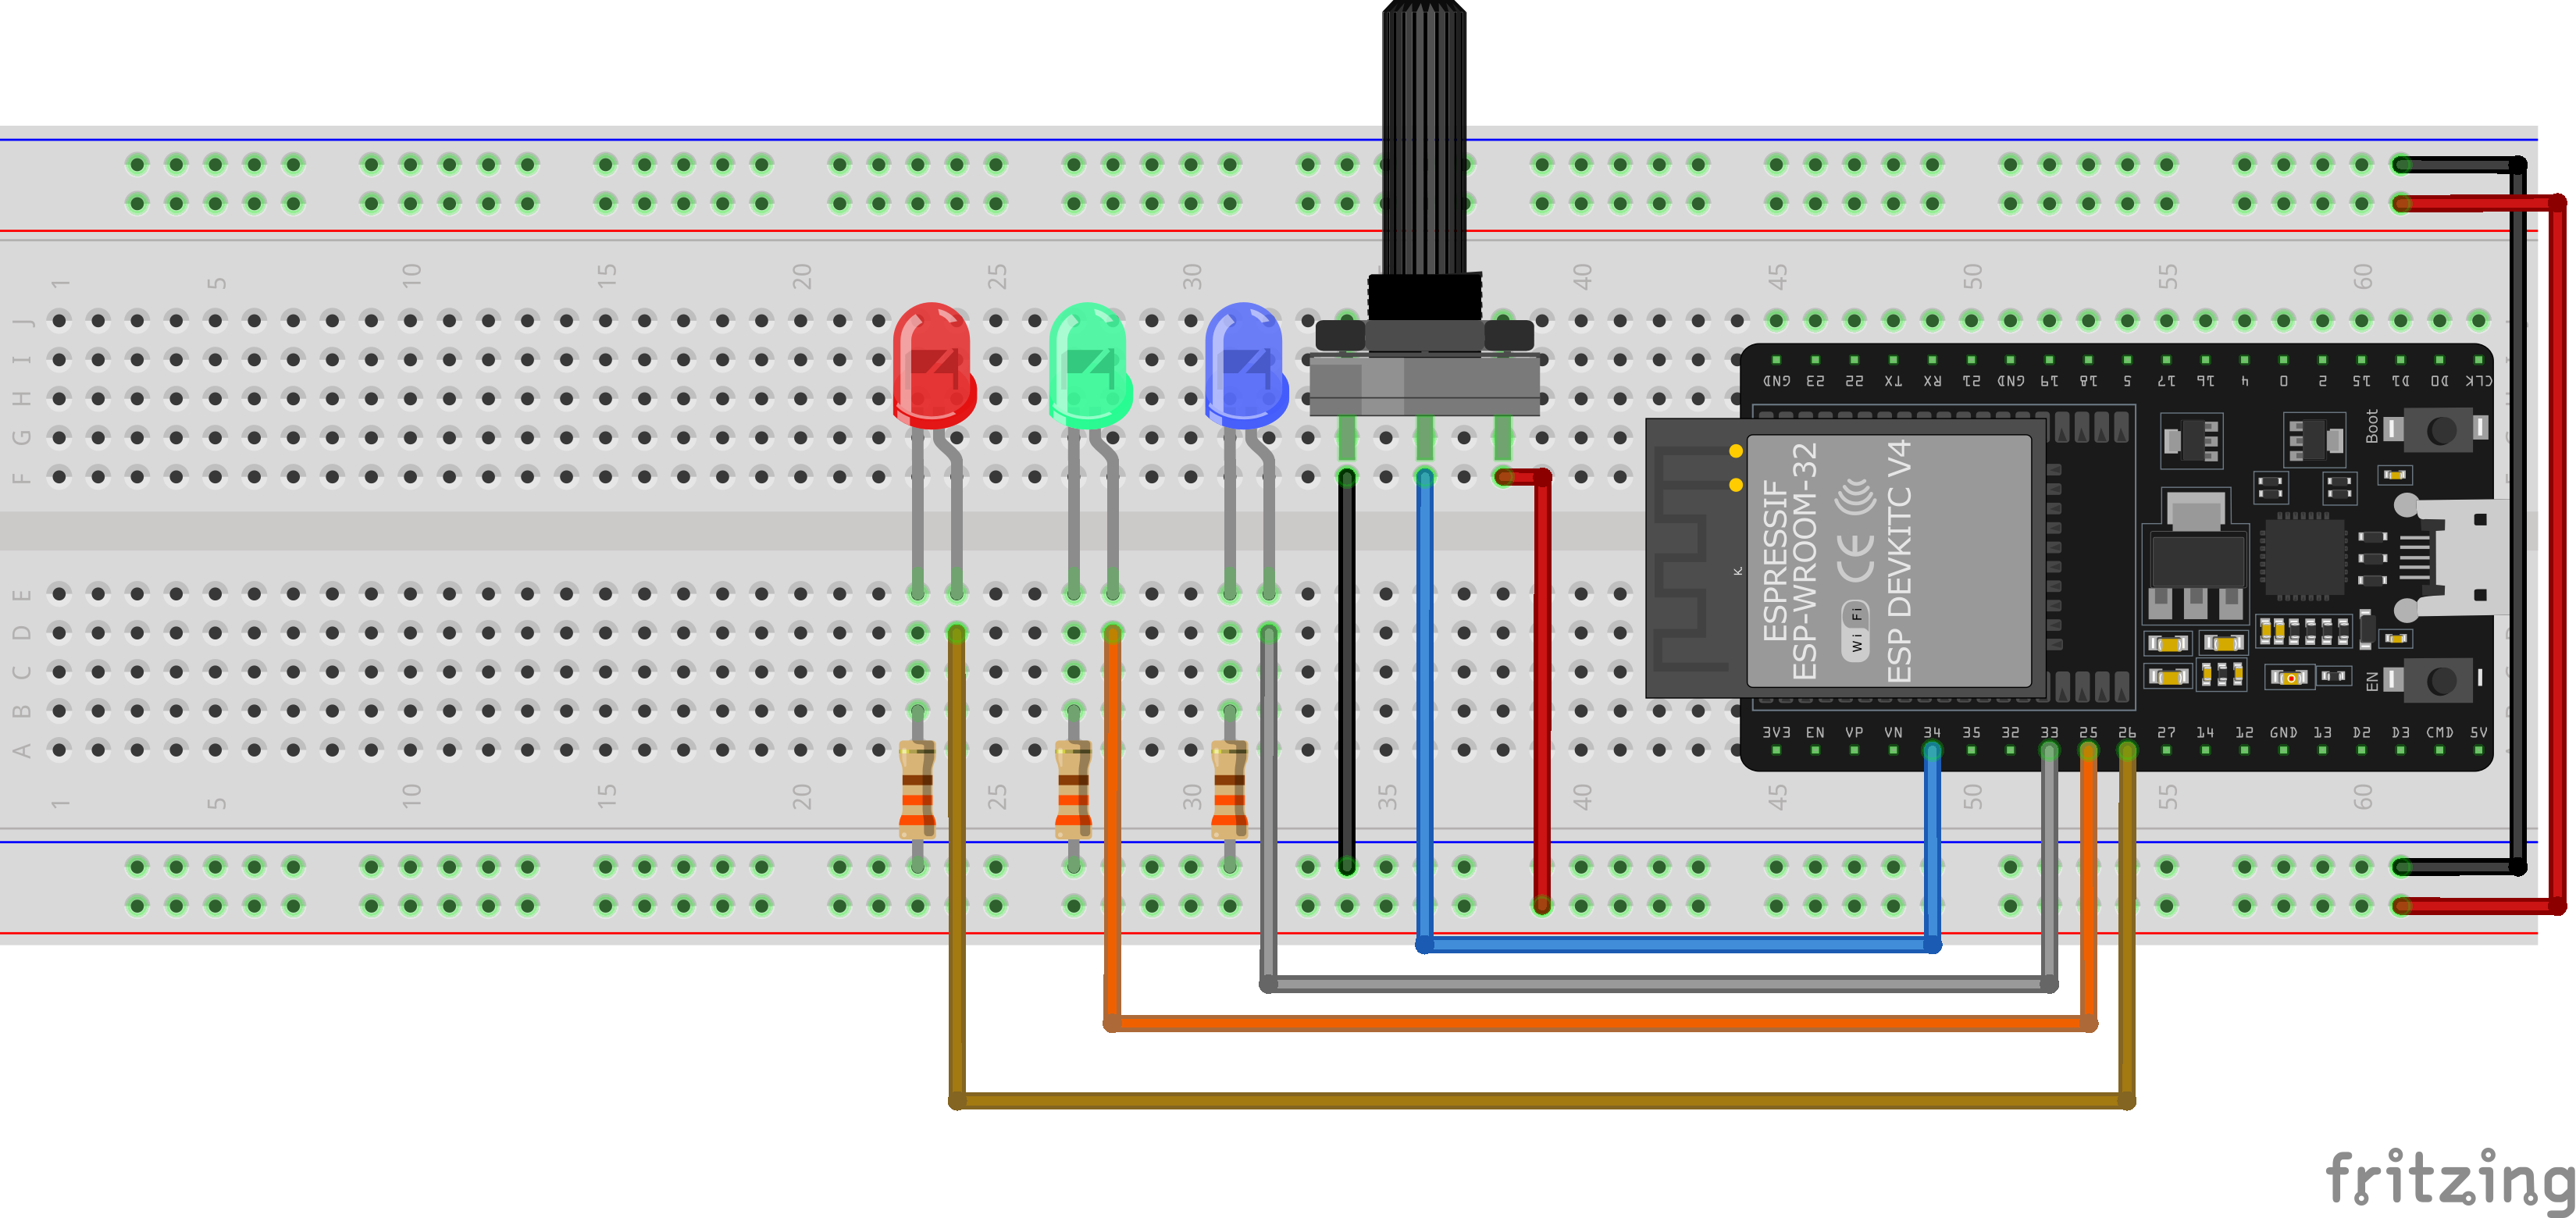 1 5 10 15 20 25 30 40 45 50 55 60
J
I
H
G
F
GND 23 22 TX RX 21 GND 19 18 5 17 16 4 0 2 15 D1 D0 CLK
Boot
ESPRESSIF
ESP-WROOM-32
CE
Wi Fi
ESP DEVKITC V4
E
D
C
B
A
EN
3V3 EN VP VN 34 35 32 33 25 26 27 14 12 GND 13 D2 D3 CMD 5V
1 5 10 15 20 25 30 35 40 45 50 55 60
fritzing